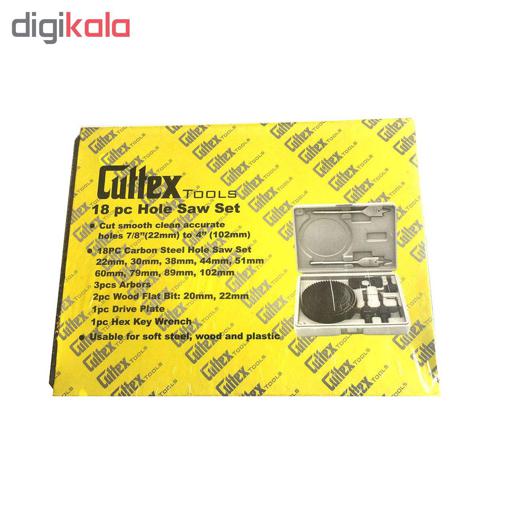 digikala
Cultex TOOLS
18 pc Hole Saw Set
• Cut smooth clean accurate
holes 7/8"(22mm) to 4" (102mm)
• 18PC Carbon Steel Hole Saw Set
22mm, 30mm, 38mm, 44mm, 51mm
60mm, 79mm, 89mm, 102mm
3pcs Arbors
2pc Wood Flat Bit: 20mm, 22mm
1pc Drive Plate
1pc Hex Key Wrench
• Usable for soft steel, wood and plastic